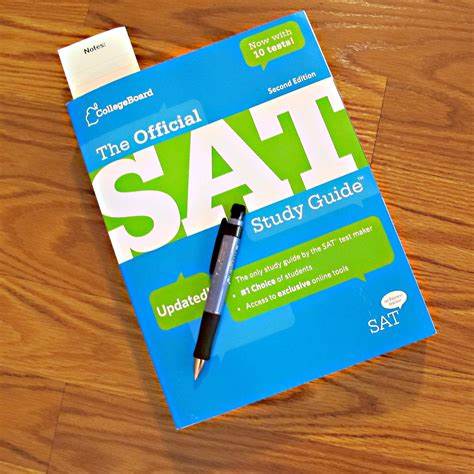 Notes:
CollegeBoard
Now with
10 tests!
Second Edition
The Official
SAT
Study Guide™
Updated!
The only study guide by the SAT® test maker
• #1 Choice of students
• Access to exclusive online tools
SAT®